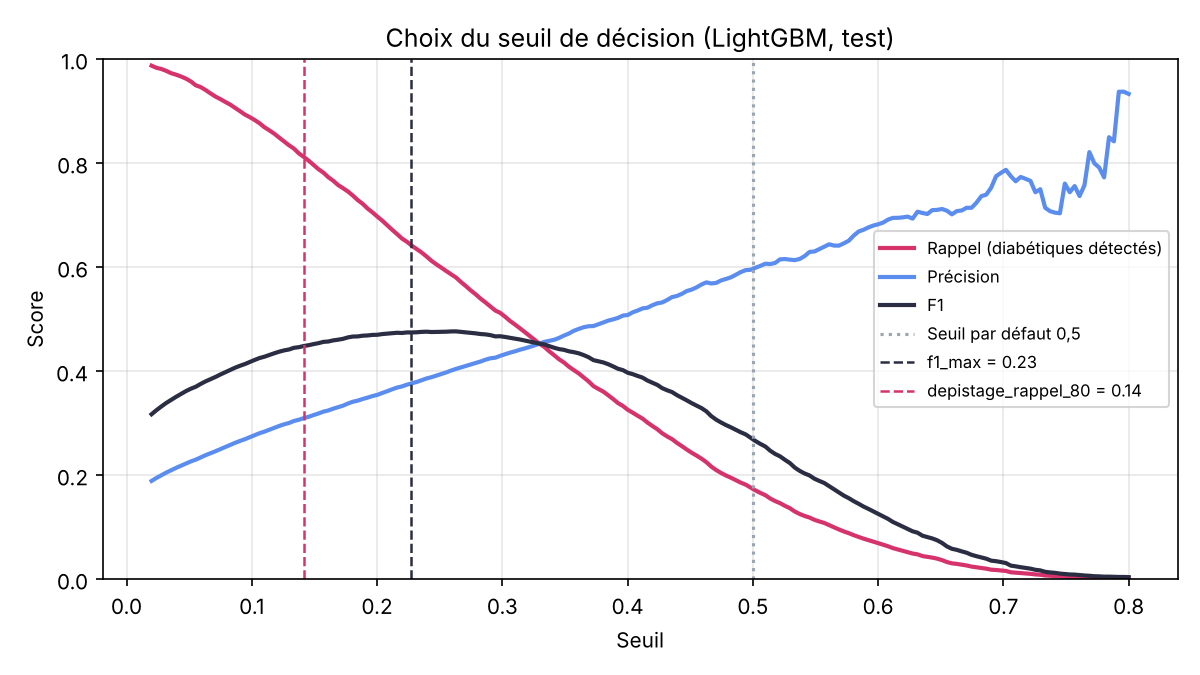 Choix du seuil de décision (LightGBM, test)
1.0
0.8
0.6
0.4
0.2
0.0
Score
Rappel (diabétiques détectés)
Précision
F1
Seuil par défaut 0,5
f1_max = 0.23
depistage_rappel_80 = 0.14
0.0 0.1 0.2 0.3 0.4 0.5 0.6 0.7 0.8
Seuil